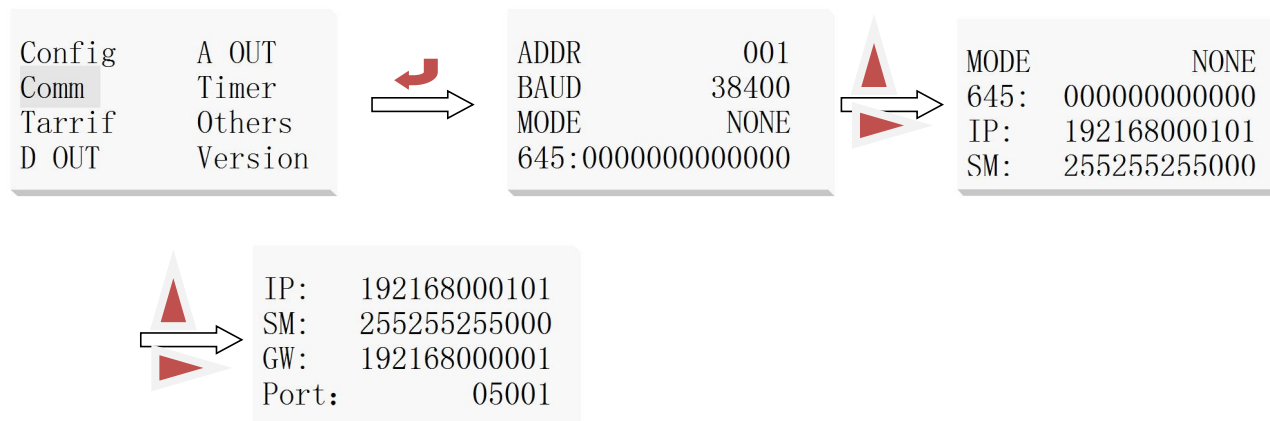 Config A OUT
Comm Timer
Tarrif Others
D OUT Version
ADDR 001
BAUD 38400
MODE NONE
645:0000000000000
MODE NONE
645: 000000000000
IP: 192168000101
SM: 255255255000
IP: 192168000101
SM: 255255255000
GW: 192168000001
Port： 05001